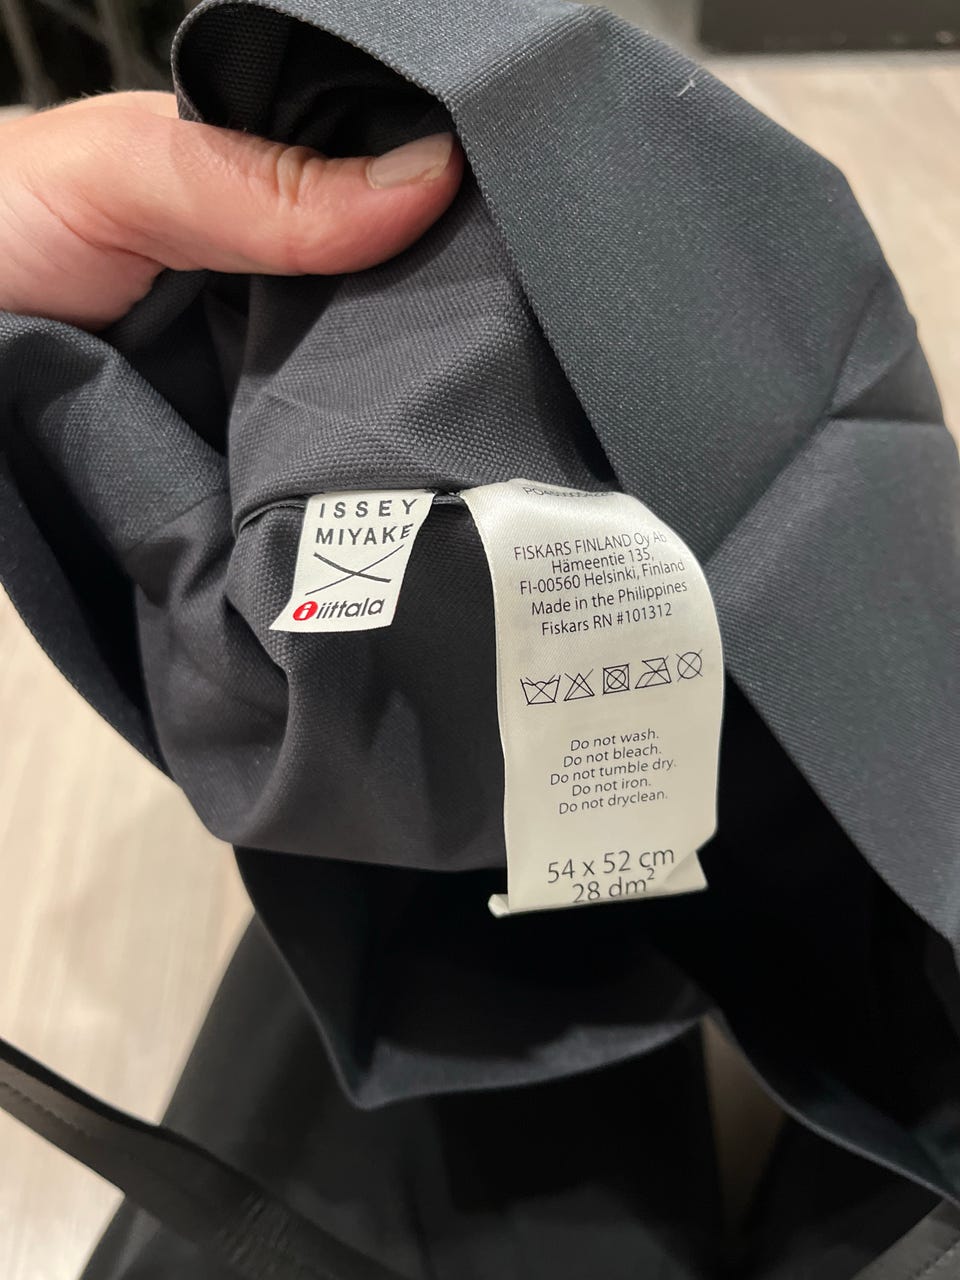 ISSEY
MIYAKE
iittala
FISKARS FINLAND Oy Ab
Hämeentie 135,
FI-00560 Helsinki, Finland
Made in the Philippines
Fiskars RN #101312
Do not wash.
Do not bleach.
Do not tumble dry.
Do not iron.
Do not dryclean.
54 x 52 cm
28 dm²